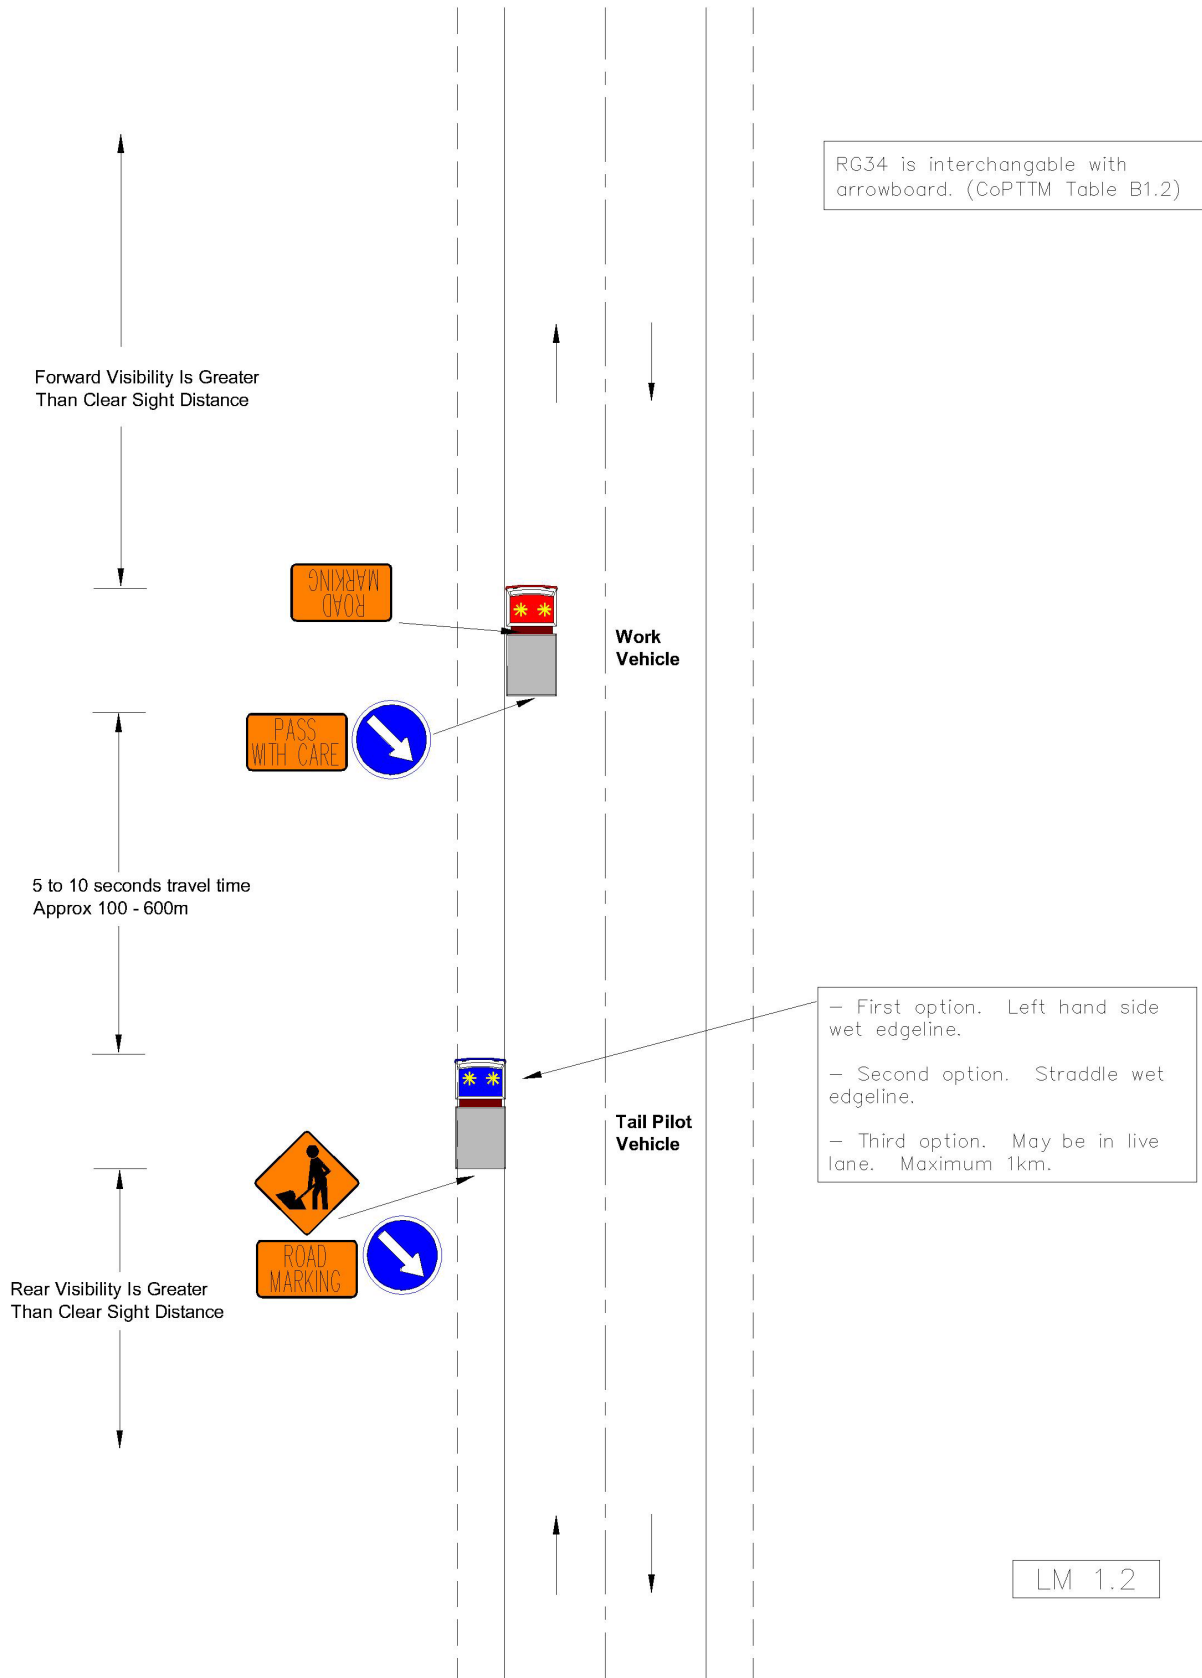 RG34 is interchangable with
arrowboard. (CoPTTM Table B1.2)
Forward Visibility Is Greater
Than Clear Sight Distance
ROAD
MARKING
Work
Vehicle
PASS
WITH CARE
5 to 10 seconds travel time
Approx 100 - 600m
– First option. Left hand side
wet edgeline.
– Second option. Straddle wet
edgeline.
– Third option. May be in live
lane. Maximum 1km.
Tail Pilot
Vehicle
ROAD
MARKING
Rear Visibility Is Greater
Than Clear Sight Distance
LM 1.2